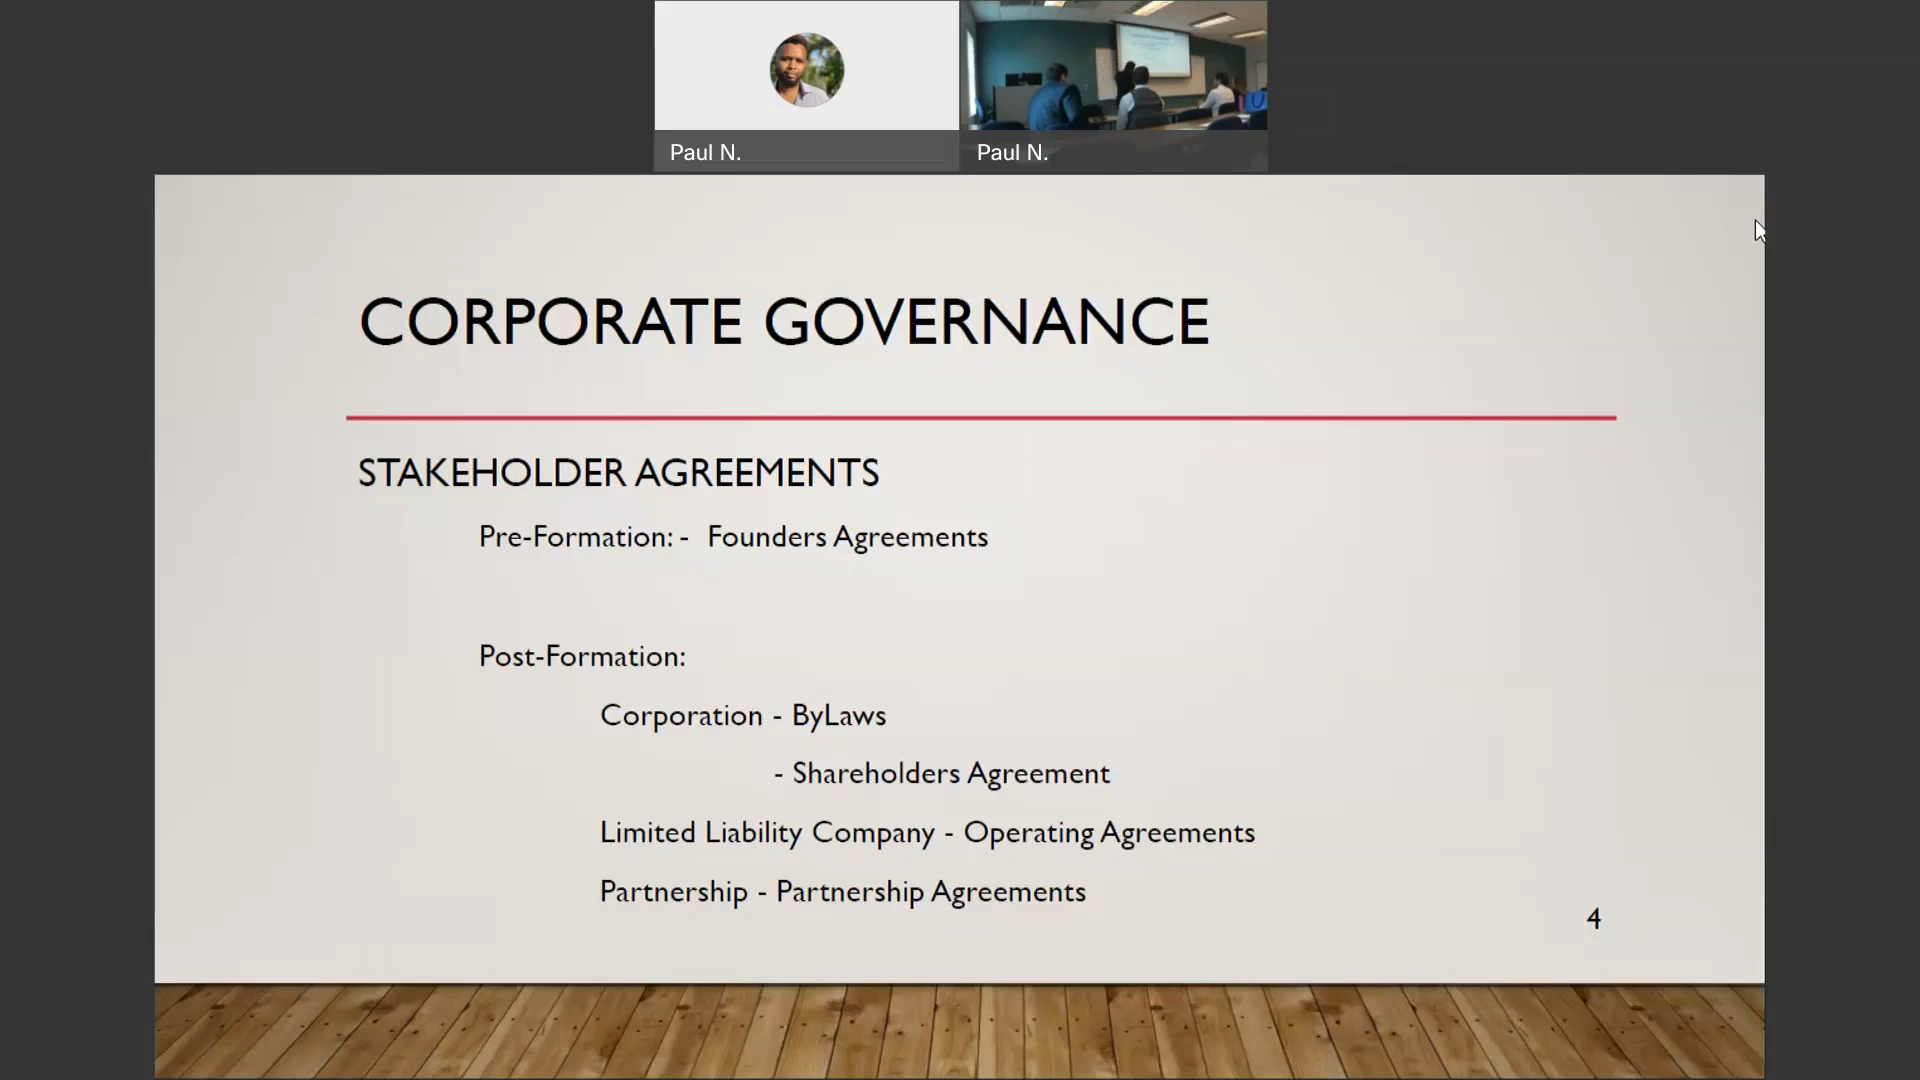 Paul N.
Paul N.
CORPORATE GOVERNANCE
STAKEHOLDER AGREEMENTS
Pre-Formation: - Founders Agreements
Post-Formation:
Corporation - ByLaws
- Shareholders Agreement
Limited Liability Company - Operating Agreements
Partnership - Partnership Agreements
4